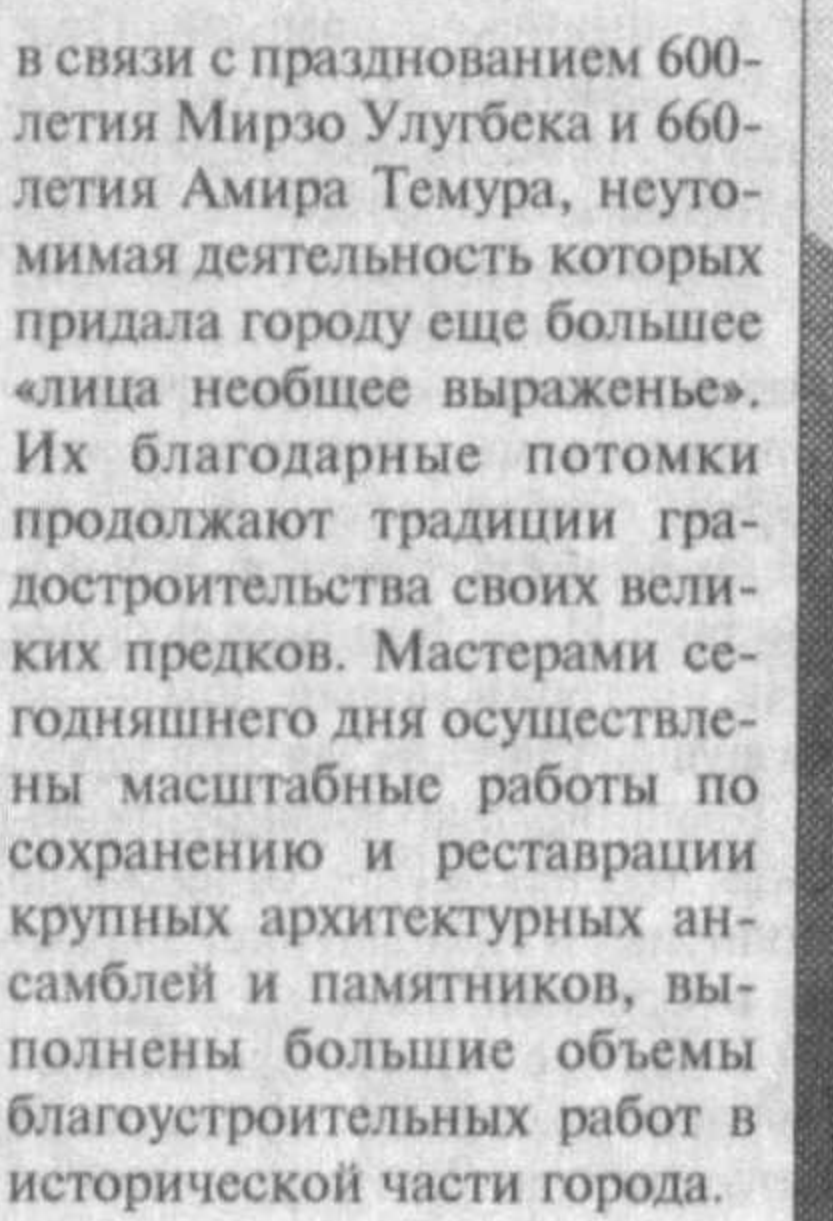 в связи с празднованием 600-
летия Мирзо Улугбека и 660-
летия Амира Темура, неуто-
мимая деятельность которых
придала городу еще большее
«лица необщее выраженье».
Их благодарные потомки
продолжают традиции гра-
достроительства своих вели-
ких предков. Мастерами се-
годняшнего дня осуществле-
ны масштабные работы по
сохранению и реставрации
крупных архитектурных ан-
самблей и памятников, вы-
полнены большие объемы
благоустроительных работ в
исторической части города.